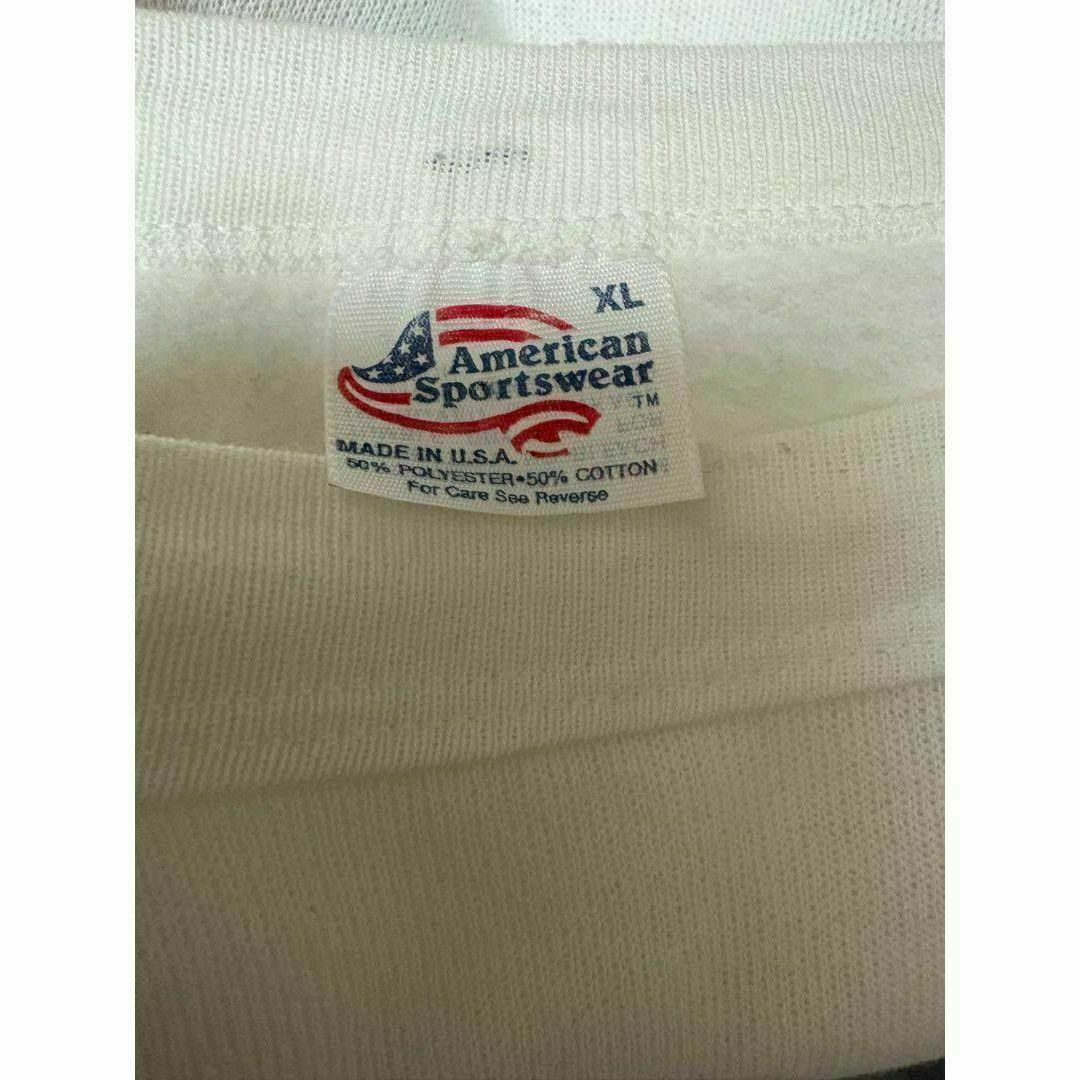 XL
American
Sportswear
TM
MADE IN U.S.A.
50% POLYESTER•50% COTTON
For Care See Reverse